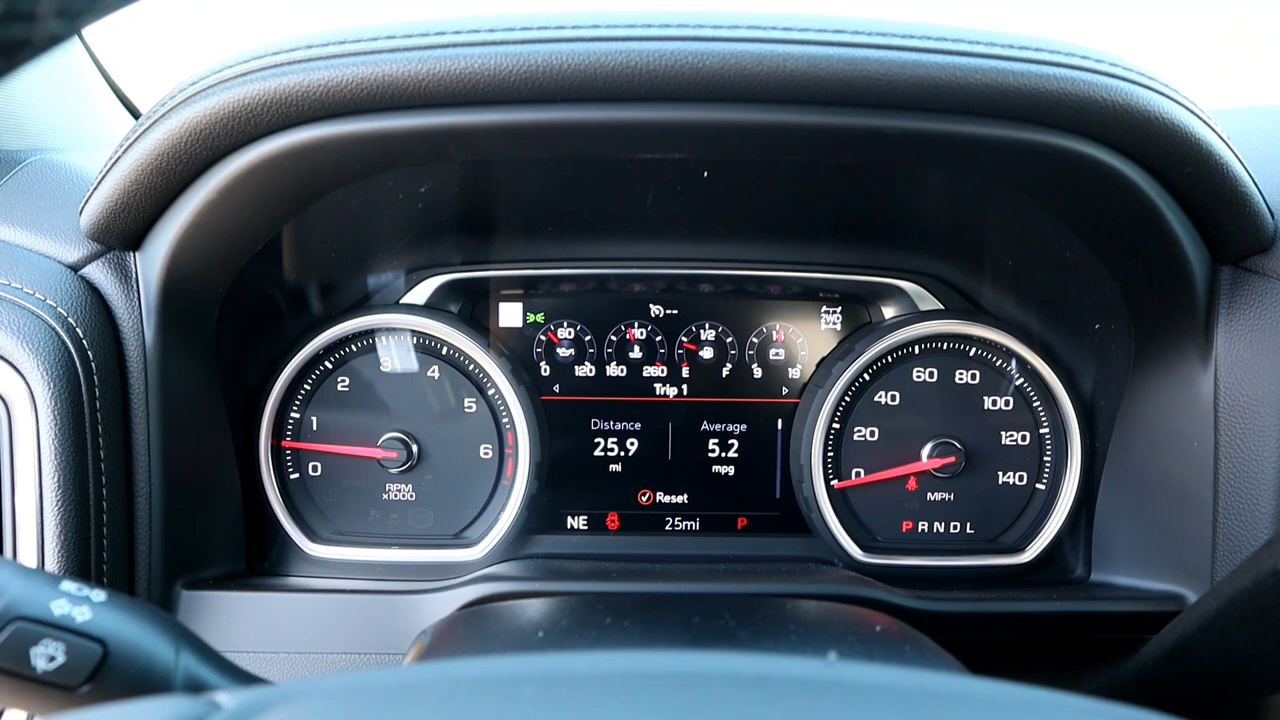 2WD
60
0 120
160 260
1/2
E F
9 19
Trip 1
Distance
25.9
mi
Average
5.2
mpg
Reset
NE 25mi P
0
1
2
3
4
5
6
RPM
x1000
0
20
40
60
80
100
120
140
MPH
P R N D L